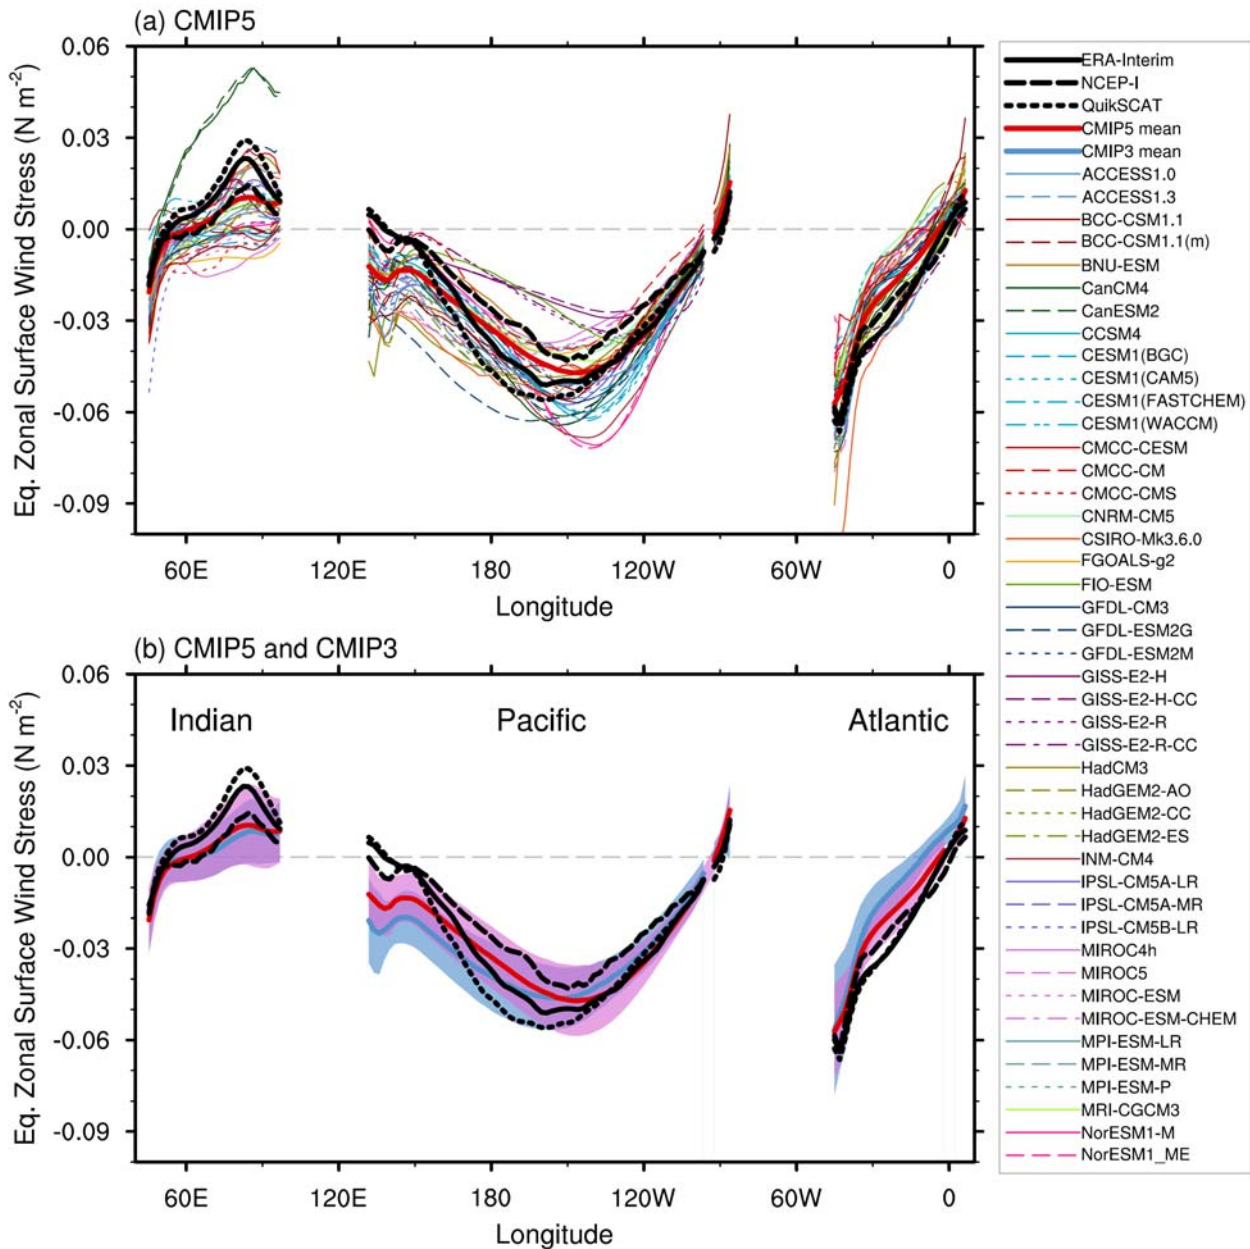 (a) CMIP5
Eq. Zonal Surface Wind Stress (N m-2)
0.06
0.03
0.00
-0.03
-0.06
-0.09
60E 120E 180 120W 60W 0
Longitude
(b) CMIP5 and CMIP3
Eq. Zonal Surface Wind Stress (N m-2)
0.06
0.03
0.00
-0.03
-0.06
-0.09
Indian Pacific Atlantic
60E 120E 180 120W 60W 0
Longitude
ERA-Interim
NCEP-I
QuikSCAT
CMIP5 mean
CMIP3 mean
ACCESS1.0
ACCESS1.3
BCC-CSM1.1
BCC-CSM1.1(m)
BNU-ESM
CanCM4
CanESM2
CCSM4
CESM1(BGC)
CESM1(CAM5)
CESM1(FASTCHEM)
CESM1(WACCM)
CMCC-CESM
CMCC-CM
CMCC-CMS
CNRM-CM5
CSIRO-Mk3.6.0
FGOALS-g2
FIO-ESM
GFDL-CM3
GFDL-ESM2G
GFDL-ESM2M
GISS-E2-H
GISS-E2-H-CC
GISS-E2-R
GISS-E2-R-CC
HadCM3
HadGEM2-AO
HadGEM2-CC
HadGEM2-ES
INM-CM4
IPSL-CM5A-LR
IPSL-CM5A-MR
IPSL-CM5B-LR
MIROC4h
MIROC5
MIROC-ESM
MIROC-ESM-CHEM
MPI-ESM-LR
MPI-ESM-MR
MPI-ESM-P
MRI-CGCM3
NorESM1-M
NorESM1_ME